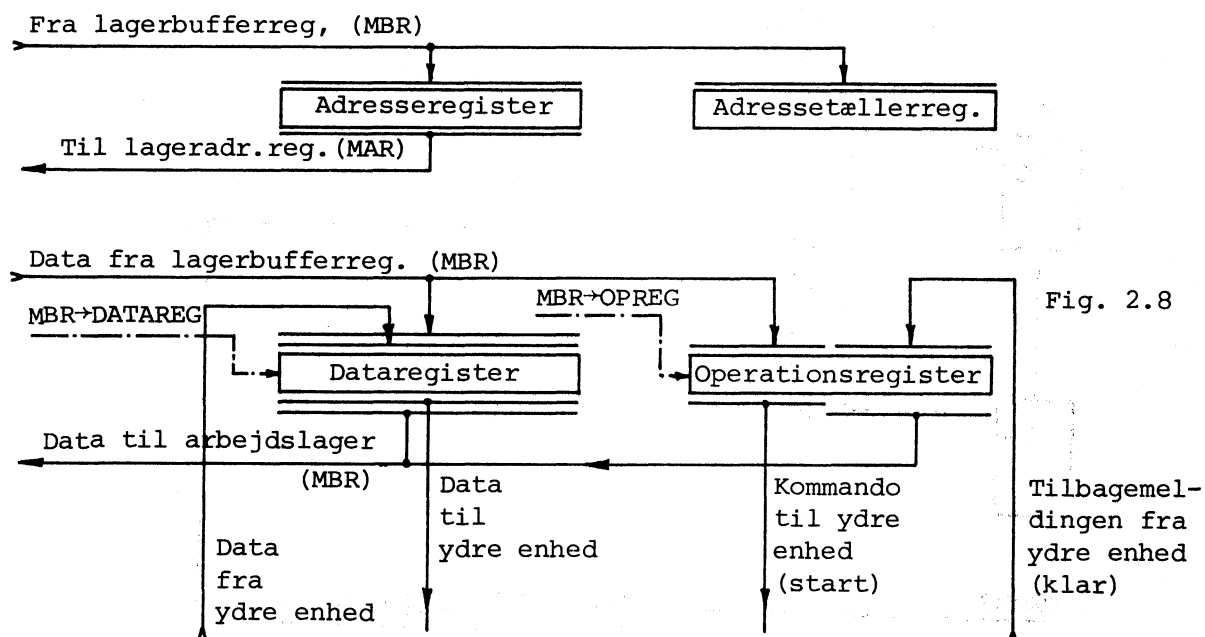 Fra lagerbufferreg, (MBR)
Adresseregister
Adressetællerreg.
Til lageradr.reg.(MAR)
Data fra lagerbufferreg. (MBR)
MBR→DATAREG
MBR→OPREG
Fig. 2.8
Dataregister
Operationsregister
Data til arbejdslager
(MBR)
Data
til
ydre enhed
Kommando
til ydre
enhed
(start)
Tilbagemel-
dingen fra
ydre enhed
(klar)
Data
fra
ydre enhed